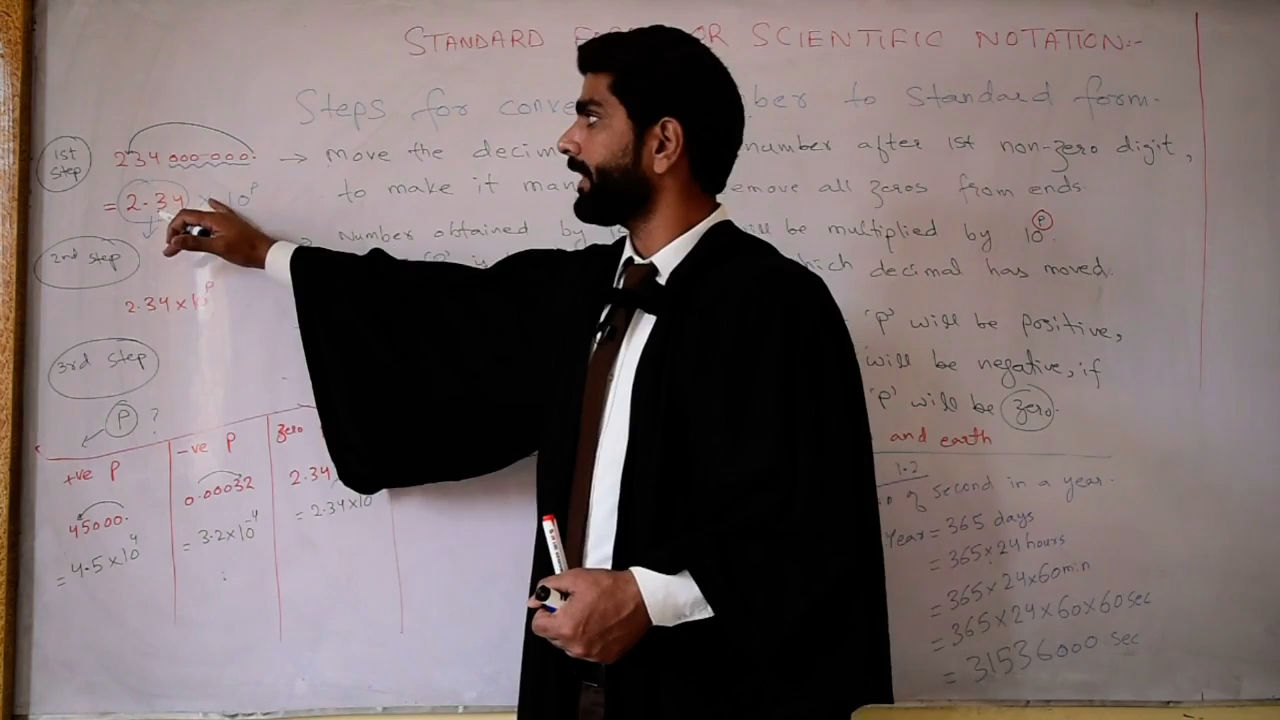 STANDARD F OR SCIENTIFIC NOTATION:-
Steps for conve ber to Standard form.
1st step
234 000 000. → move the decim number after 1st non-zero digit,
= 2.34 × 10^P
to make it man emove all zeros from ends.
number obtained by ill be multiplied by 10^P.
2nd step
is which decimal has moved.
2.34 × 10^P
'P' will be positive,
3rd step
will be negative, if
'P' will be zero.
P ?
and earth
+ve P
-ve P
zero
1.2
of second in a year.
45000.
= 4.5 × 10^4
0.00032
= 3.2 × 10^-4
2.34
= 2.34 × 10
Year = 365 days
= 365 × 24 hours
= 365 × 24 × 60 min
= 365 × 24 × 60 × 60 sec
= 31536000 sec